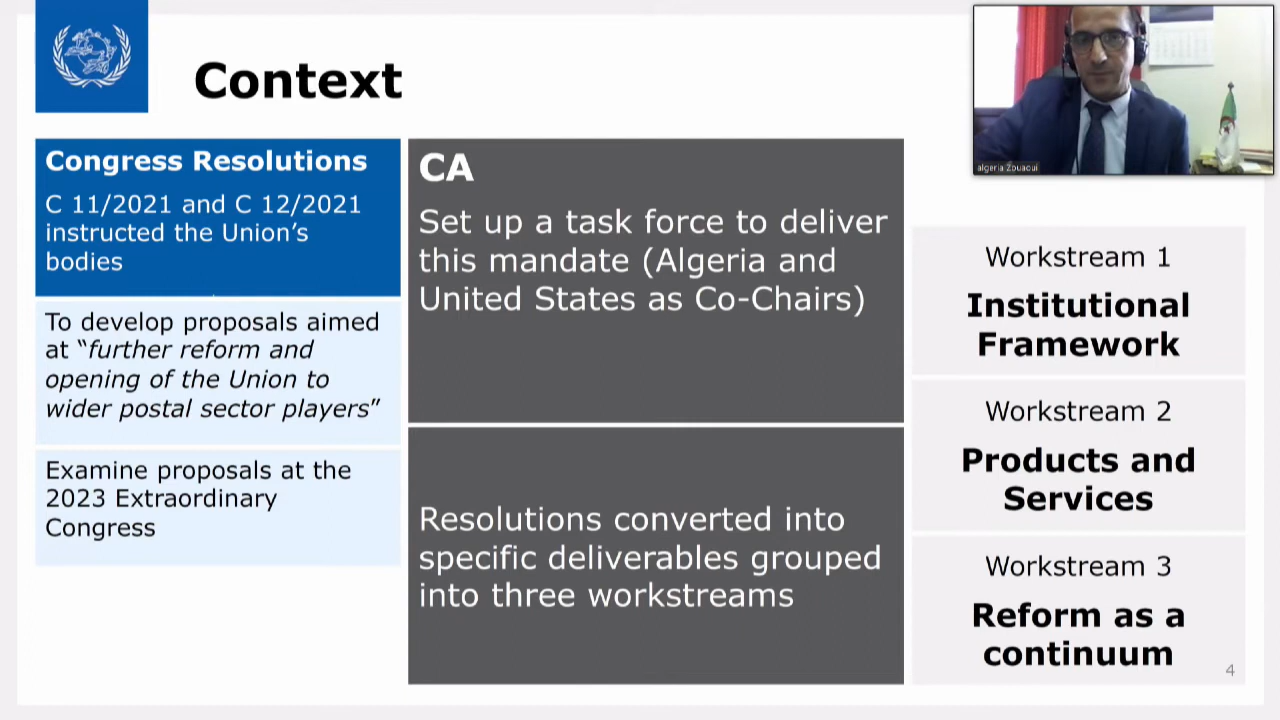 Context
Congress Resolutions
C 11/2021 and C 12/2021
instructed the Union’s
bodies
To develop proposals aimed
at “further reform and
opening of the Union to
wider postal sector players”
Examine proposals at the
2023 Extraordinary
Congress
CA
Set up a task force to deliver
this mandate (Algeria and
United States as Co-Chairs)
Resolutions converted into
specific deliverables grouped
into three workstreams
algeria Zouaoui
Workstream 1
Institutional
Framework
Workstream 2
Products and
Services
Workstream 3
Reform as a
continuum
4